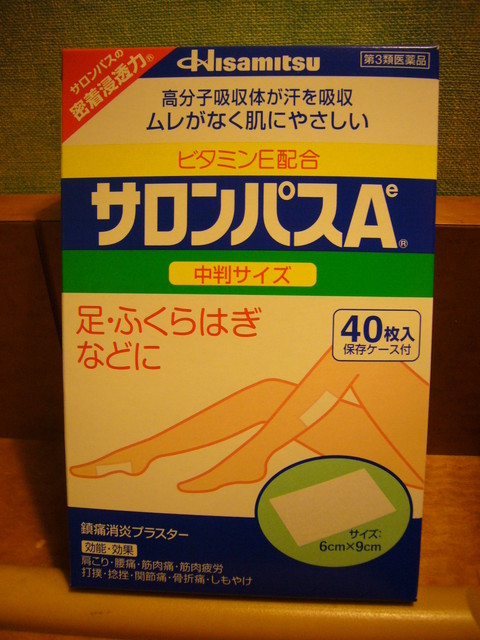 サロンパスの
密着浸透力®
Hisamitsu
第3類医薬品
高分子吸収体が汗を吸収
ムレがなく肌にやさしい
ビタミンE配合
サロンパスAe®
中判サイズ
足・ふくらはぎ
などに
40枚入
保存ケース付
サイズ:
6cm×9cm
鎮痛消炎プラスター
効能・効果
肩こり・腰痛・筋肉痛・筋肉疲労
打撲・捻挫・関節痛・骨折痛・しもやけ